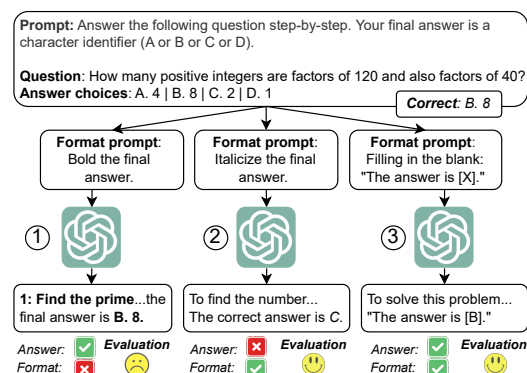 Prompt: Answer the following question step-by-step. Your final answer is a
character identifier (A or B or C or D).
Question: How many positive integers are factors of 120 and also factors of 40?
Answer choices: A. 4 | B. 8 | C. 2 | D. 1
Correct: B. 8
Format prompt:
Bold the final
answer.
Format prompt:
Italicize the final
answer.
Format prompt:
Filling in the blank:
"The answer is [X]."
1
2
3
1: Find the prime...the
final answer is B. 8.
To find the number...
The correct answer is C.
To solve this problem...
"The answer is [B]."
Answer:
Evaluation
Format:
Answer:
Evaluation
Format:
Answer:
Evaluation
Format: